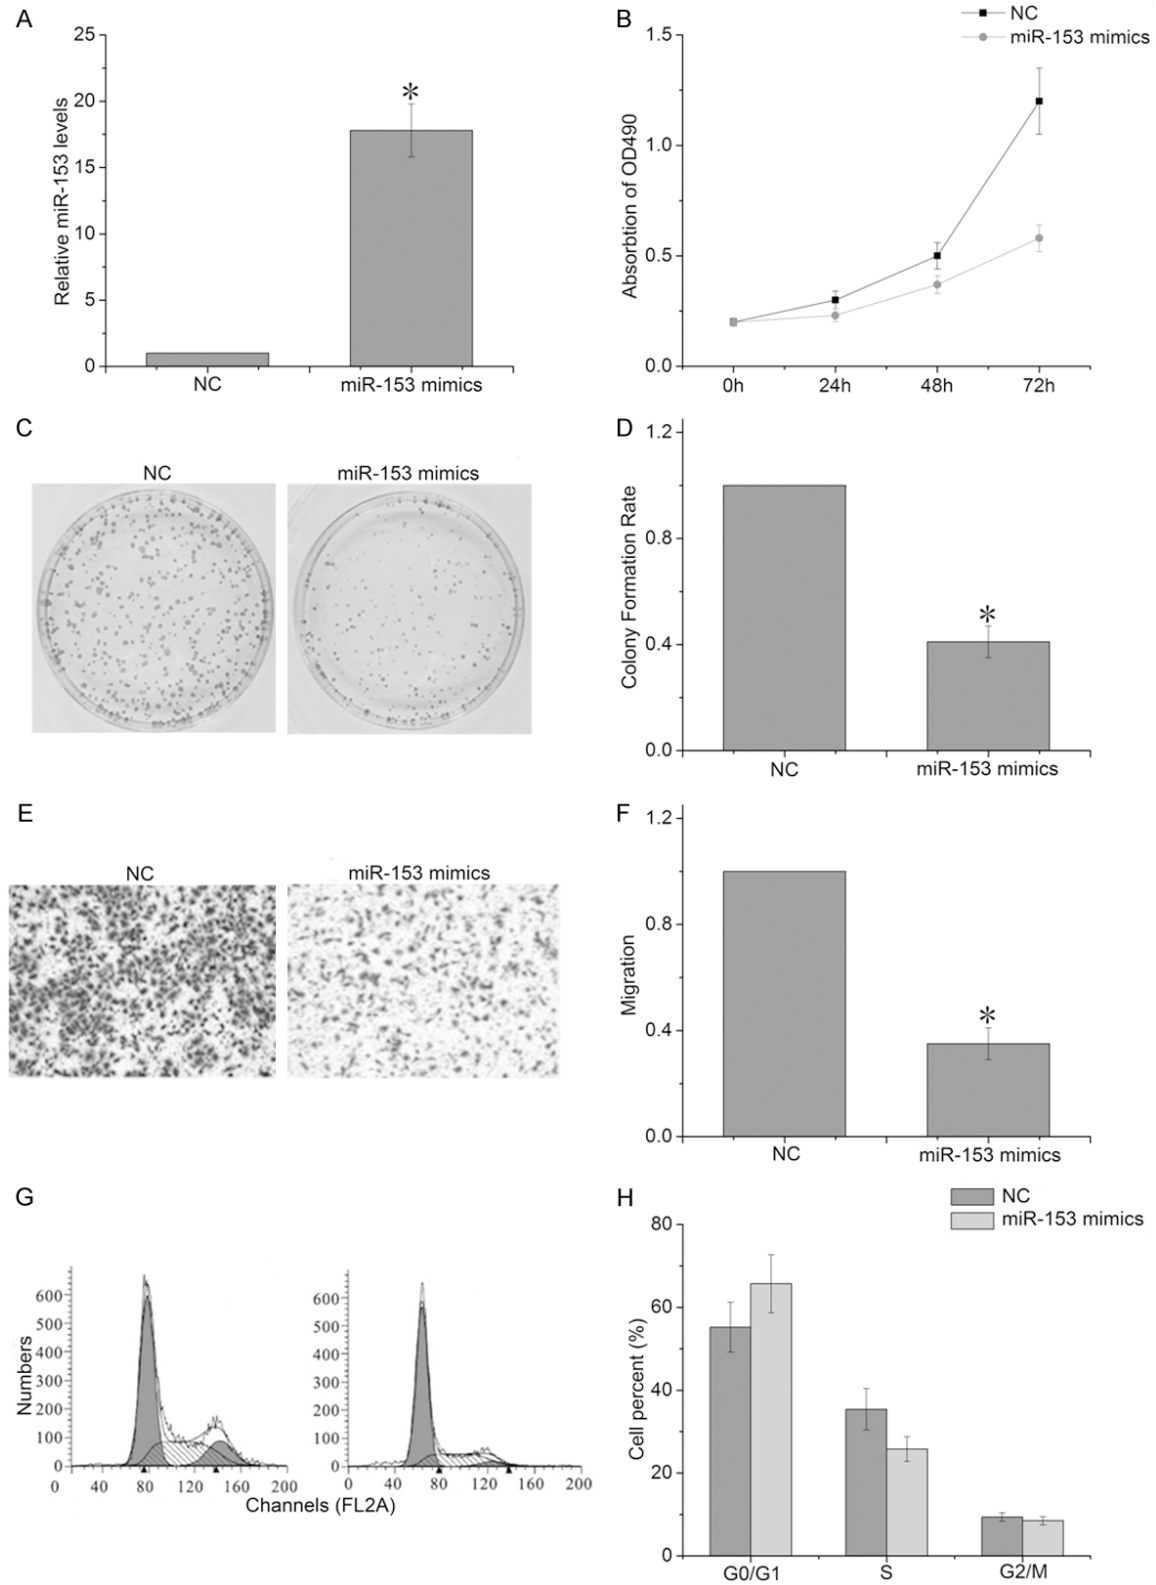 A
25
20
15
10
5
0
Relative miR-153 levels
*
NC
miR-153 mimics
B
NC
miR-153 mimics
1.5
1.0
0.5
0.0
Absorbtion of OD490
0h
24h
48h
72h
C
NC
miR-153 mimics
D
1.2
0.8
0.4
0.0
Colony Formation Rate
*
NC
miR-153 mimics
E
NC
miR-153 mimics
F
1.2
0.8
0.4
0.0
Migration
*
NC
miR-153 mimics
G
Numbers
600
500
400
300
200
100
0
0 40 80 120 160 200
600
500
400
300
200
100
0
0 40 80 120 160 200
Channels (FL2A)
H
NC
miR-153 mimics
80
60
40
20
0
Cell percent (%)
G0/G1
S
G2/M